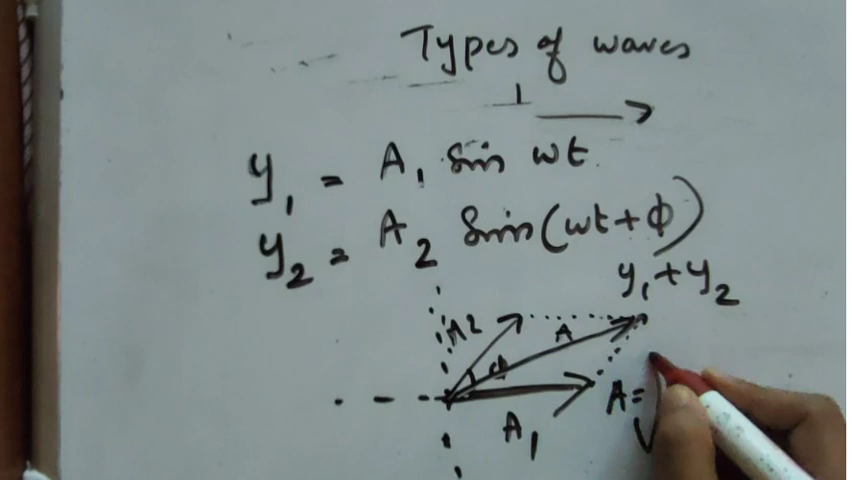 Types of waves
y₁ = A₁ sin wt
y₂ = A₂ sin(wt+ϕ)
y₁+y₂
A2
A
ϕ
A₁
A=√